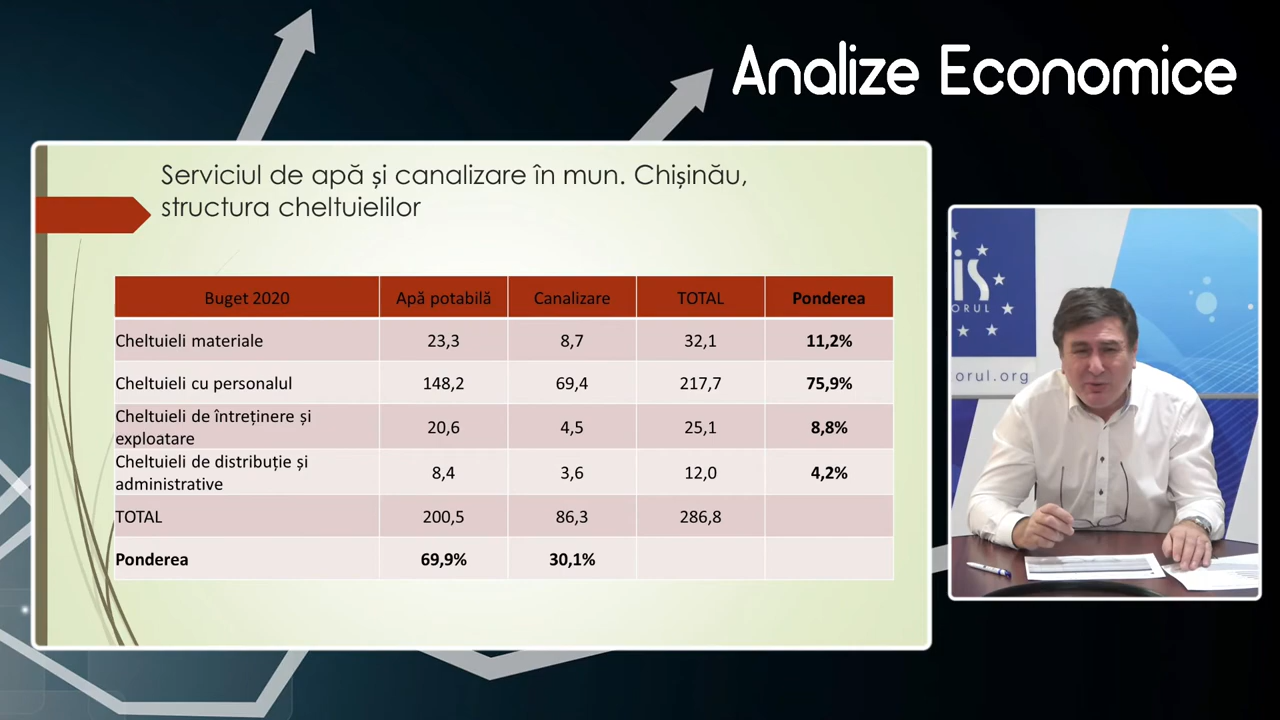 Analize Economice
Serviciul de apă și canalizare în mun. Chișinău,
structura cheltuielilor
Buget 2020 Apă potabilă Canalizare TOTAL Ponderea
Cheltuieli materiale 23,3 8,7 32,1 11,2%
Cheltuieli cu personalul 148,2 69,4 217,7 75,9%
Cheltuieli de întreținere și
exploatare 20,6 4,5 25,1 8,8%
Cheltuieli de distribuție și
administrative 8,4 3,6 12,0 4,2%
TOTAL 200,5 86,3 286,8
Ponderea 69,9% 30,1%
is
ORUL
orul.org